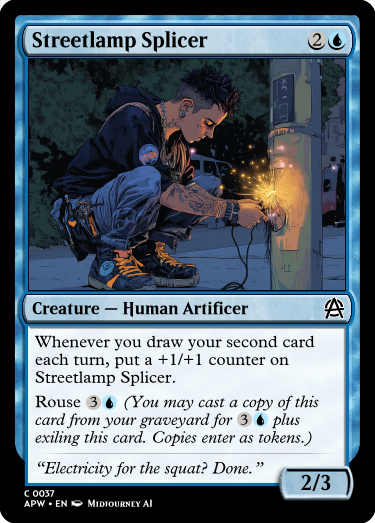 Streetlamp Splicer 2
Creature — Human Artificer
Whenever you draw your second card
each turn, put a +1/+1 counter on
Streetlamp Splicer.
Rouse 3 (You may cast a copy of this
card from your graveyard for 3 plus
exiling this card. Copies enter as tokens.)
“Electricity for the squat? Done.”
2/3
C 0037
APW • EN Midjourney AI